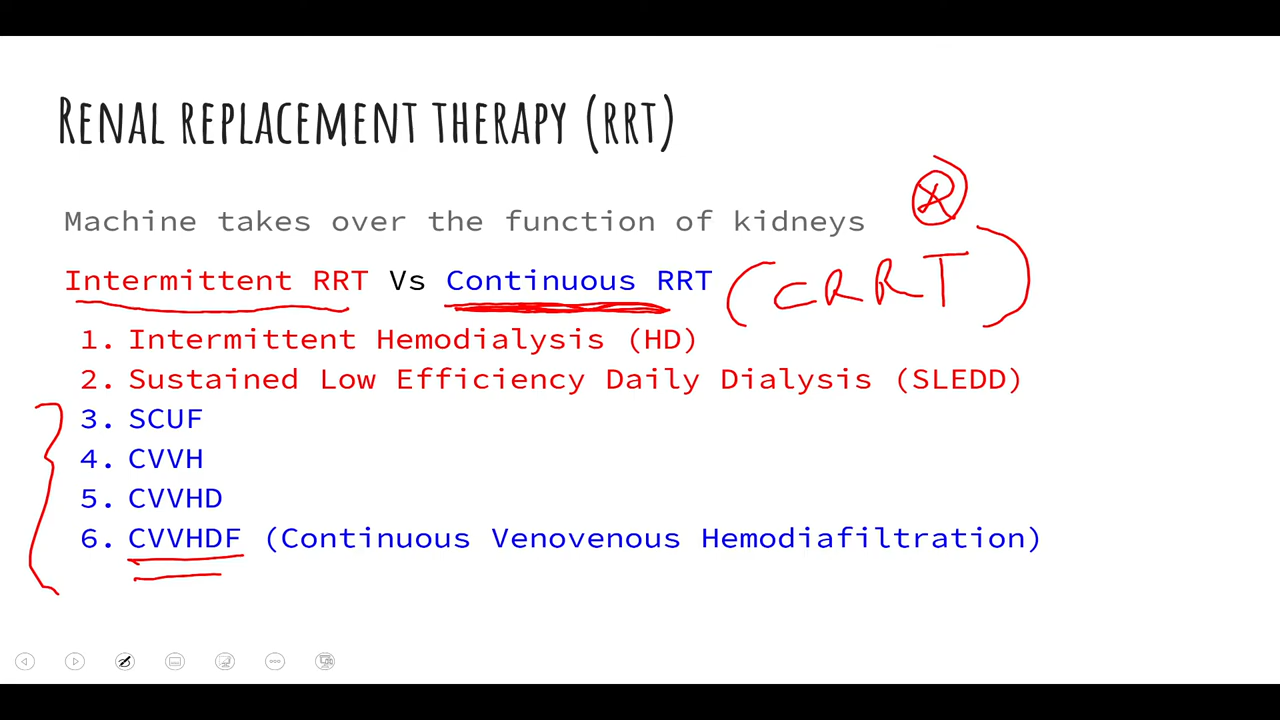 RENAL REPLACEMENT THERAPY (RRT)
Machine takes over the function of kidneys
Intermittent RRT Vs Continuous RRT (CRRT)
1. Intermittent Hemodialysis (HD)
2. Sustained Low Efficiency Daily Dialysis (SLEDD)
3. SCUF
4. CVVH
5. CVVHD
6. CVVHDF (Continuous Venovenous Hemodiafiltration)